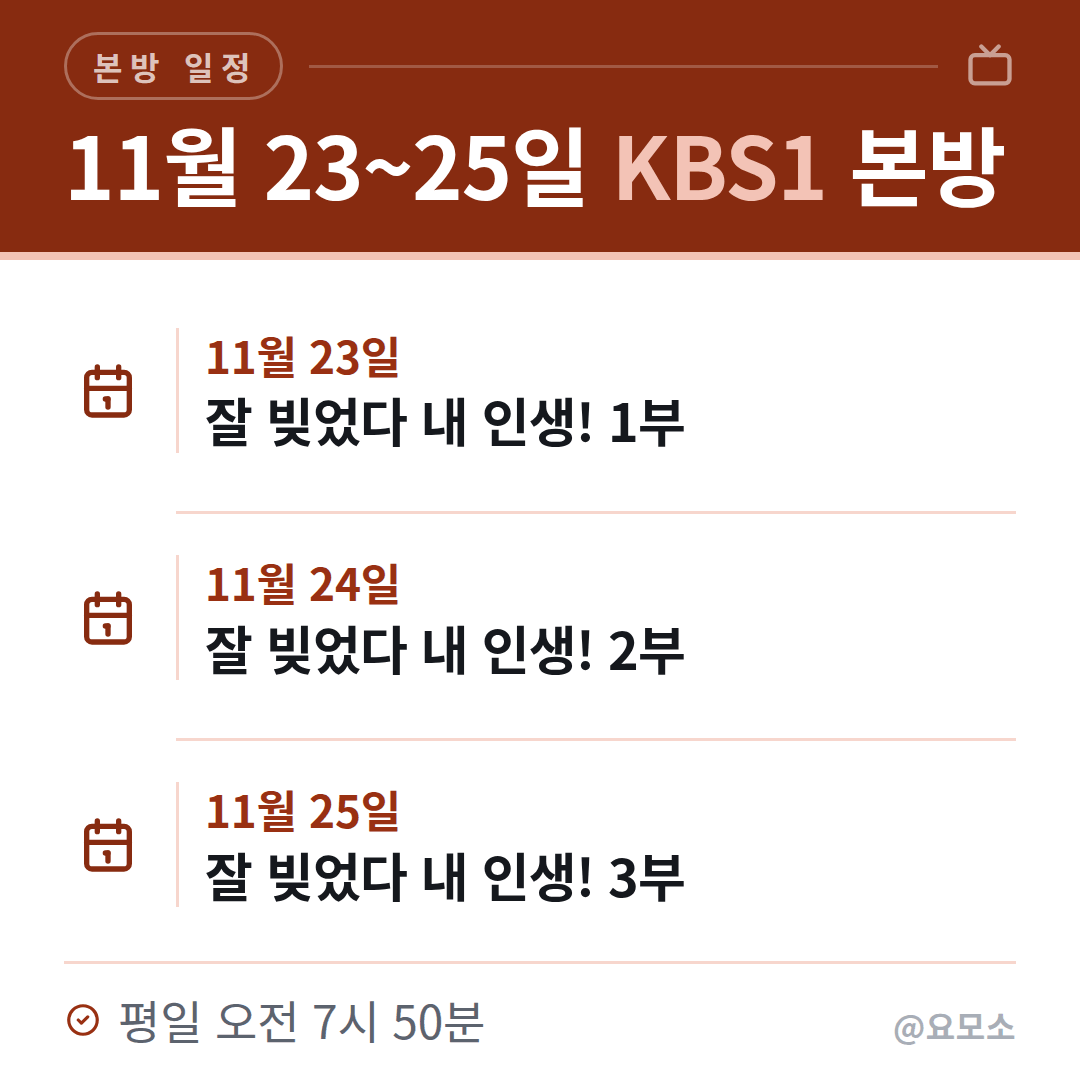 본방 일정
11월 23~25일 KBS1 본방
11월 23일
잘 빚었다 내 인생! 1부
11월 24일
잘 빚었다 내 인생! 2부
11월 25일
잘 빚었다 내 인생! 3부
평일 오전 7시 50분
@요모소